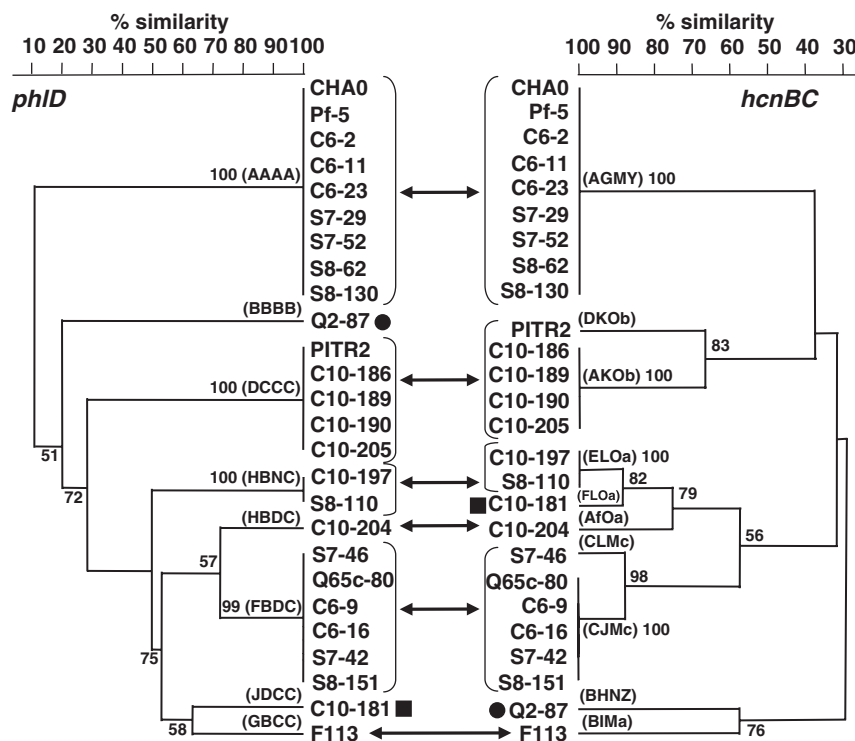 % similarity
10 20 30 40 50 60 70 80 90 100
phlD
CHA0
Pf-5
C6-2
C6-11
100 (AAAA)
C6-23
S7-29
S7-52
S8-62
S8-130
(BBBB)
Q2-87
PITR2
C10-186
100 (DCCC)
C10-189
C10-190
C10-205
51
72
100 (HBNC)
C10-197
S8-110
(HBDC)
C10-204
57
S7-46
Q65c-80
99 (FBDC)
C6-9
C6-16
S7-42
S8-151
75
(JDCC)
C10-181
58
(GBCC)
F113
% similarity
100 90 80 70 60 50 40 30
hcnBC
CHA0
Pf-5
C6-2
C6-11
C6-23
(AGMY) 100
S7-29
S7-52
S8-62
S8-130
PITR2
(DKOb)
83
C10-186
C10-189
(AKOb) 100
C10-190
C10-205
C10-197
(ELOa) 100
S8-110
82
C10-181
(FLOa)
79
C10-204
(AfOa)
56
S7-46
(CLMc)
98
Q65c-80
C6-9
C6-16
(CJMc) 100
S7-42
S8-151
Q2-87
(BHNZ)
F113
(BIMa)
76